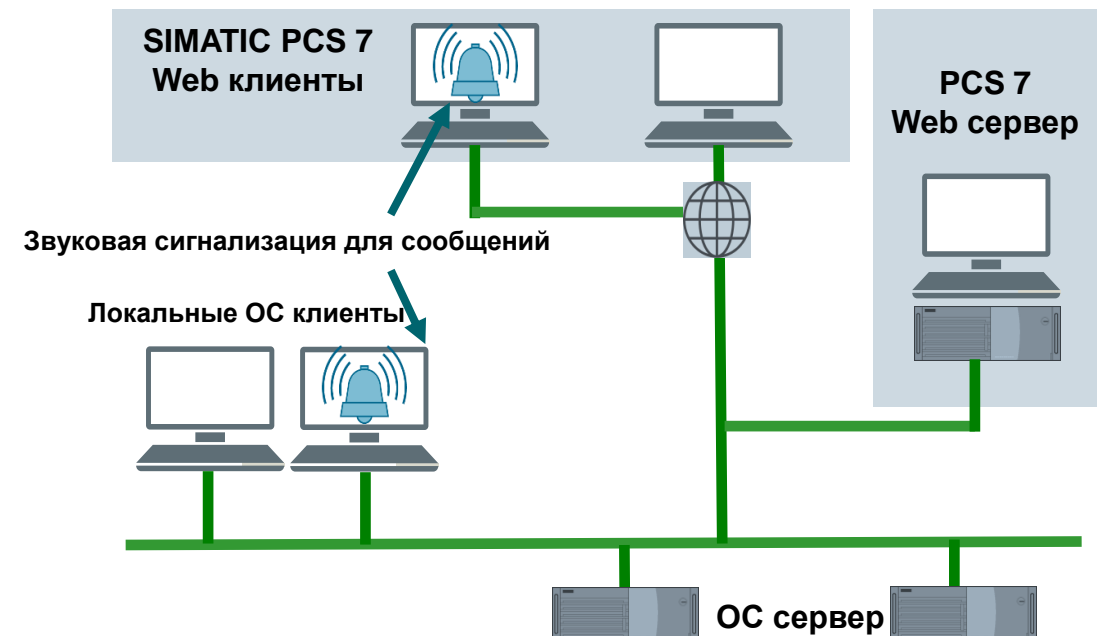 SIMATIC PCS 7
Web клиенты
PCS 7
Web сервер
Звуковая сигнализация для сообщений
Локальные ОС клиенты
ОС сервер